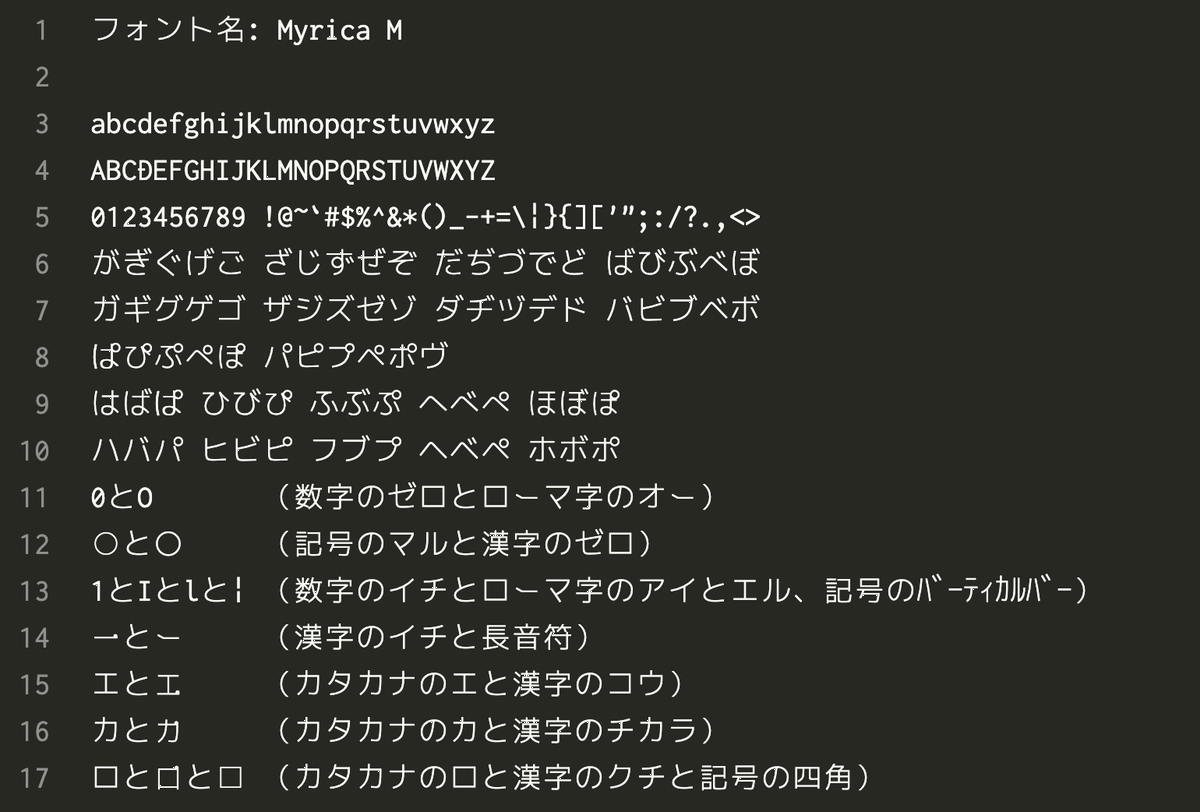 1 フォント名: Myrica M
2
3 abcdefghijklmnopqrstuvwxyz
4 ABCDEFGHIJKLMNOPQRSTUVWXYZ
5 0123456789 !@~`#$%^&*()_-+=\|}{]['";:/?.,<>
6 がぎぐげご ざじずぜぞ だぢづでど ばびぶべぼ
7 ガギグゲゴ ザジズゼゾ ダヂヅデド バビブベボ
8 ぱぴぷぺぽ パピプペポヴ
9 はばぱ ひびぴ ふぶぷ へべぺ ほぼぽ
10 ハバパ ヒビピ フブプ ヘベペ ホボポ
11 0とO （数字のゼロとローマ字のオー）
12 ○と〇 （記号のマルと漢字のゼロ）
13 1とIとlと| （数字のイチとローマ字のアイとエル、記号のﾊﾞｰﾃｨｶﾙﾊﾞｰ）
14 一とー （漢字のイチと長音符）
15 エと工 （カタカナのエと漢字のコウ）
16 カと力 （カタカナのカと漢字のチカラ）
17 ロと口と□ （カタカナのロと漢字のクチと記号の四角）